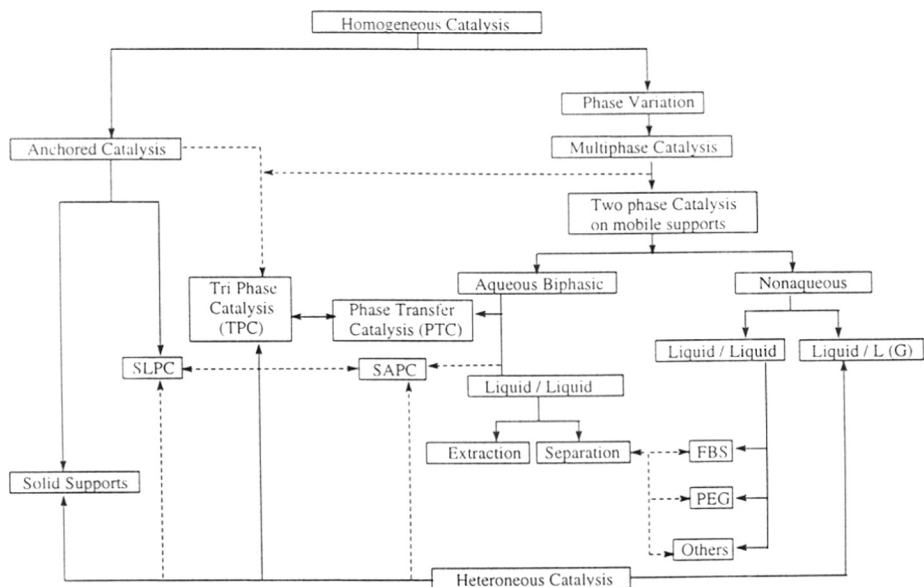 Homogeneous Catalysis
Phase Variation
Anchored Catalysis
Multiphase Catalysis
Two phase Catalysis
on mobile supports
Tri Phase
Catalysis
(TPC)
Aqueous Biphasic
Nonaqueous
Phase Transfer
Catalysis (PTC)
Liquid / Liquid
Liquid / L (G)
SLPC
SAPC
Liquid / Liquid
Extraction
Separation
FBS
Solid Supports
PEG
Others
Heteroneous Catalysis